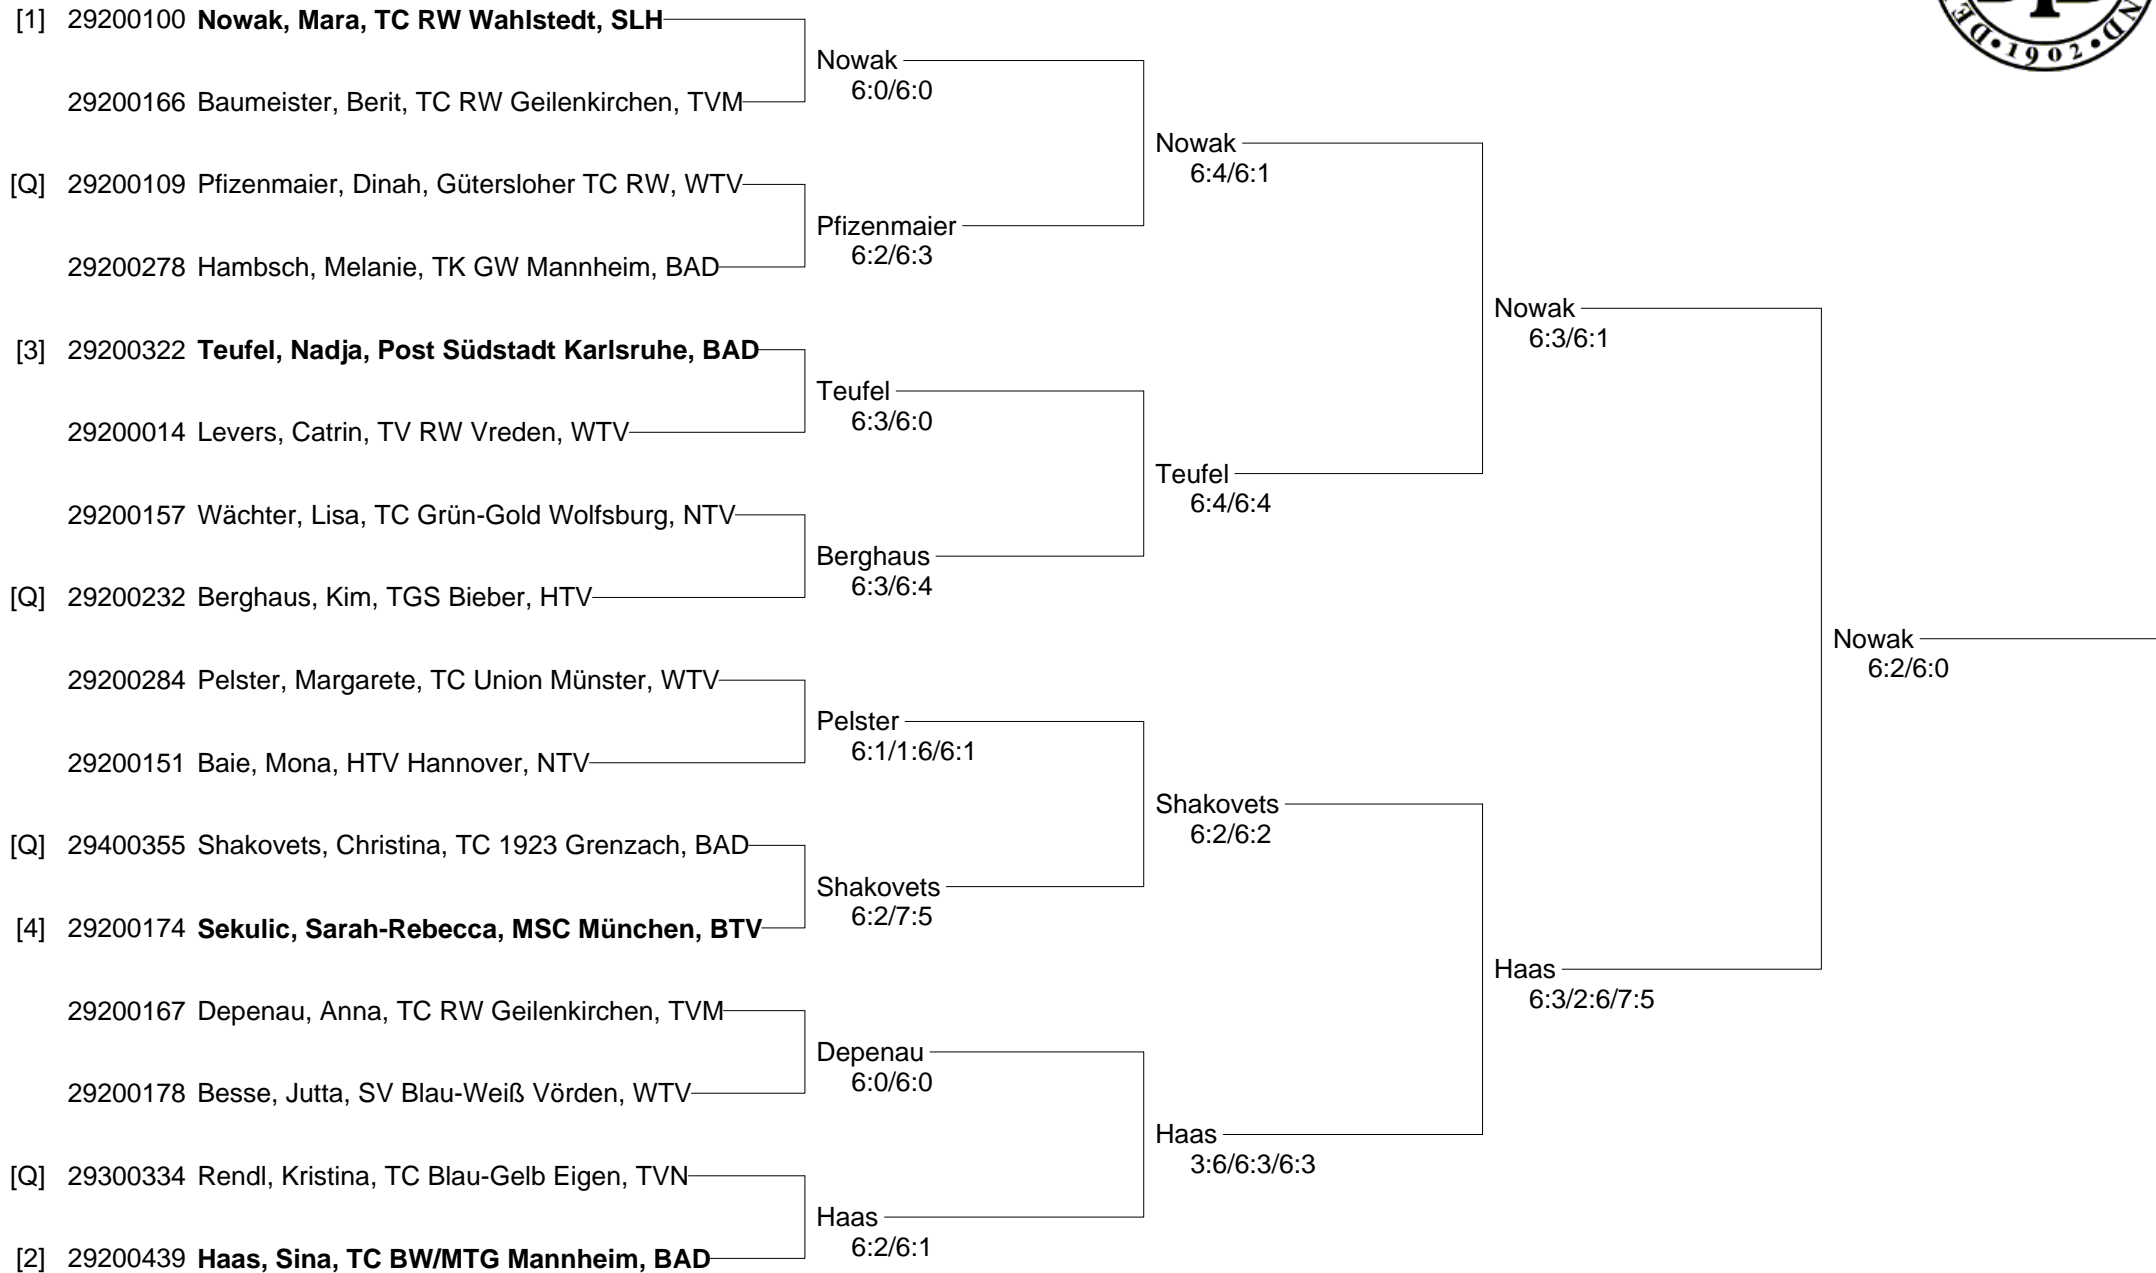 [1] 29200100 Nowak, Mara, TC RW Wahlstedt, SLH
Nowak
6:0/6:0
29200166 Baumeister, Berit, TC RW Geilenkirchen, TVM
Nowak
6:4/6:1
[Q] 29200109 Pfizenmaier, Dinah, Gütersloher TC RW, WTV
Pfizenmaier
6:2/6:3
29200278 Hambsch, Melanie, TK GW Mannheim, BAD
Nowak
6:3/6:1
[3] 29200322 Teufel, Nadja, Post Südstadt Karlsruhe, BAD
Teufel
6:3/6:0
29200014 Levers, Catrin, TV RW Vreden, WTV
Teufel
6:4/6:4
29200157 Wächter, Lisa, TC Grün-Gold Wolfsburg, NTV
Berghaus
6:3/6:4
[Q] 29200232 Berghaus, Kim, TGS Bieber, HTV
Nowak
6:2/6:0
29200284 Pelster, Margarete, TC Union Münster, WTV
Pelster
6:1/1:6/6:1
29200151 Baie, Mona, HTV Hannover, NTV
Shakovets
6:2/6:2
[Q] 29400355 Shakovets, Christina, TC 1923 Grenzach, BAD
Shakovets
6:2/7:5
[4] 29200174 Sekulic, Sarah-Rebecca, MSC München, BTV
Haas
6:3/2:6/7:5
29200167 Depenau, Anna, TC RW Geilenkirchen, TVM
Depenau
6:0/6:0
29200178 Besse, Jutta, SV Blau-Weiß Vörden, WTV
Haas
3:6/6:3/6:3
[Q] 29300334 Rendl, Kristina, TC Blau-Gelb Eigen, TVN
Haas
6:2/6:1
[2] 29200439 Haas, Sina, TC BW/MTG Mannheim, BAD
•1902•